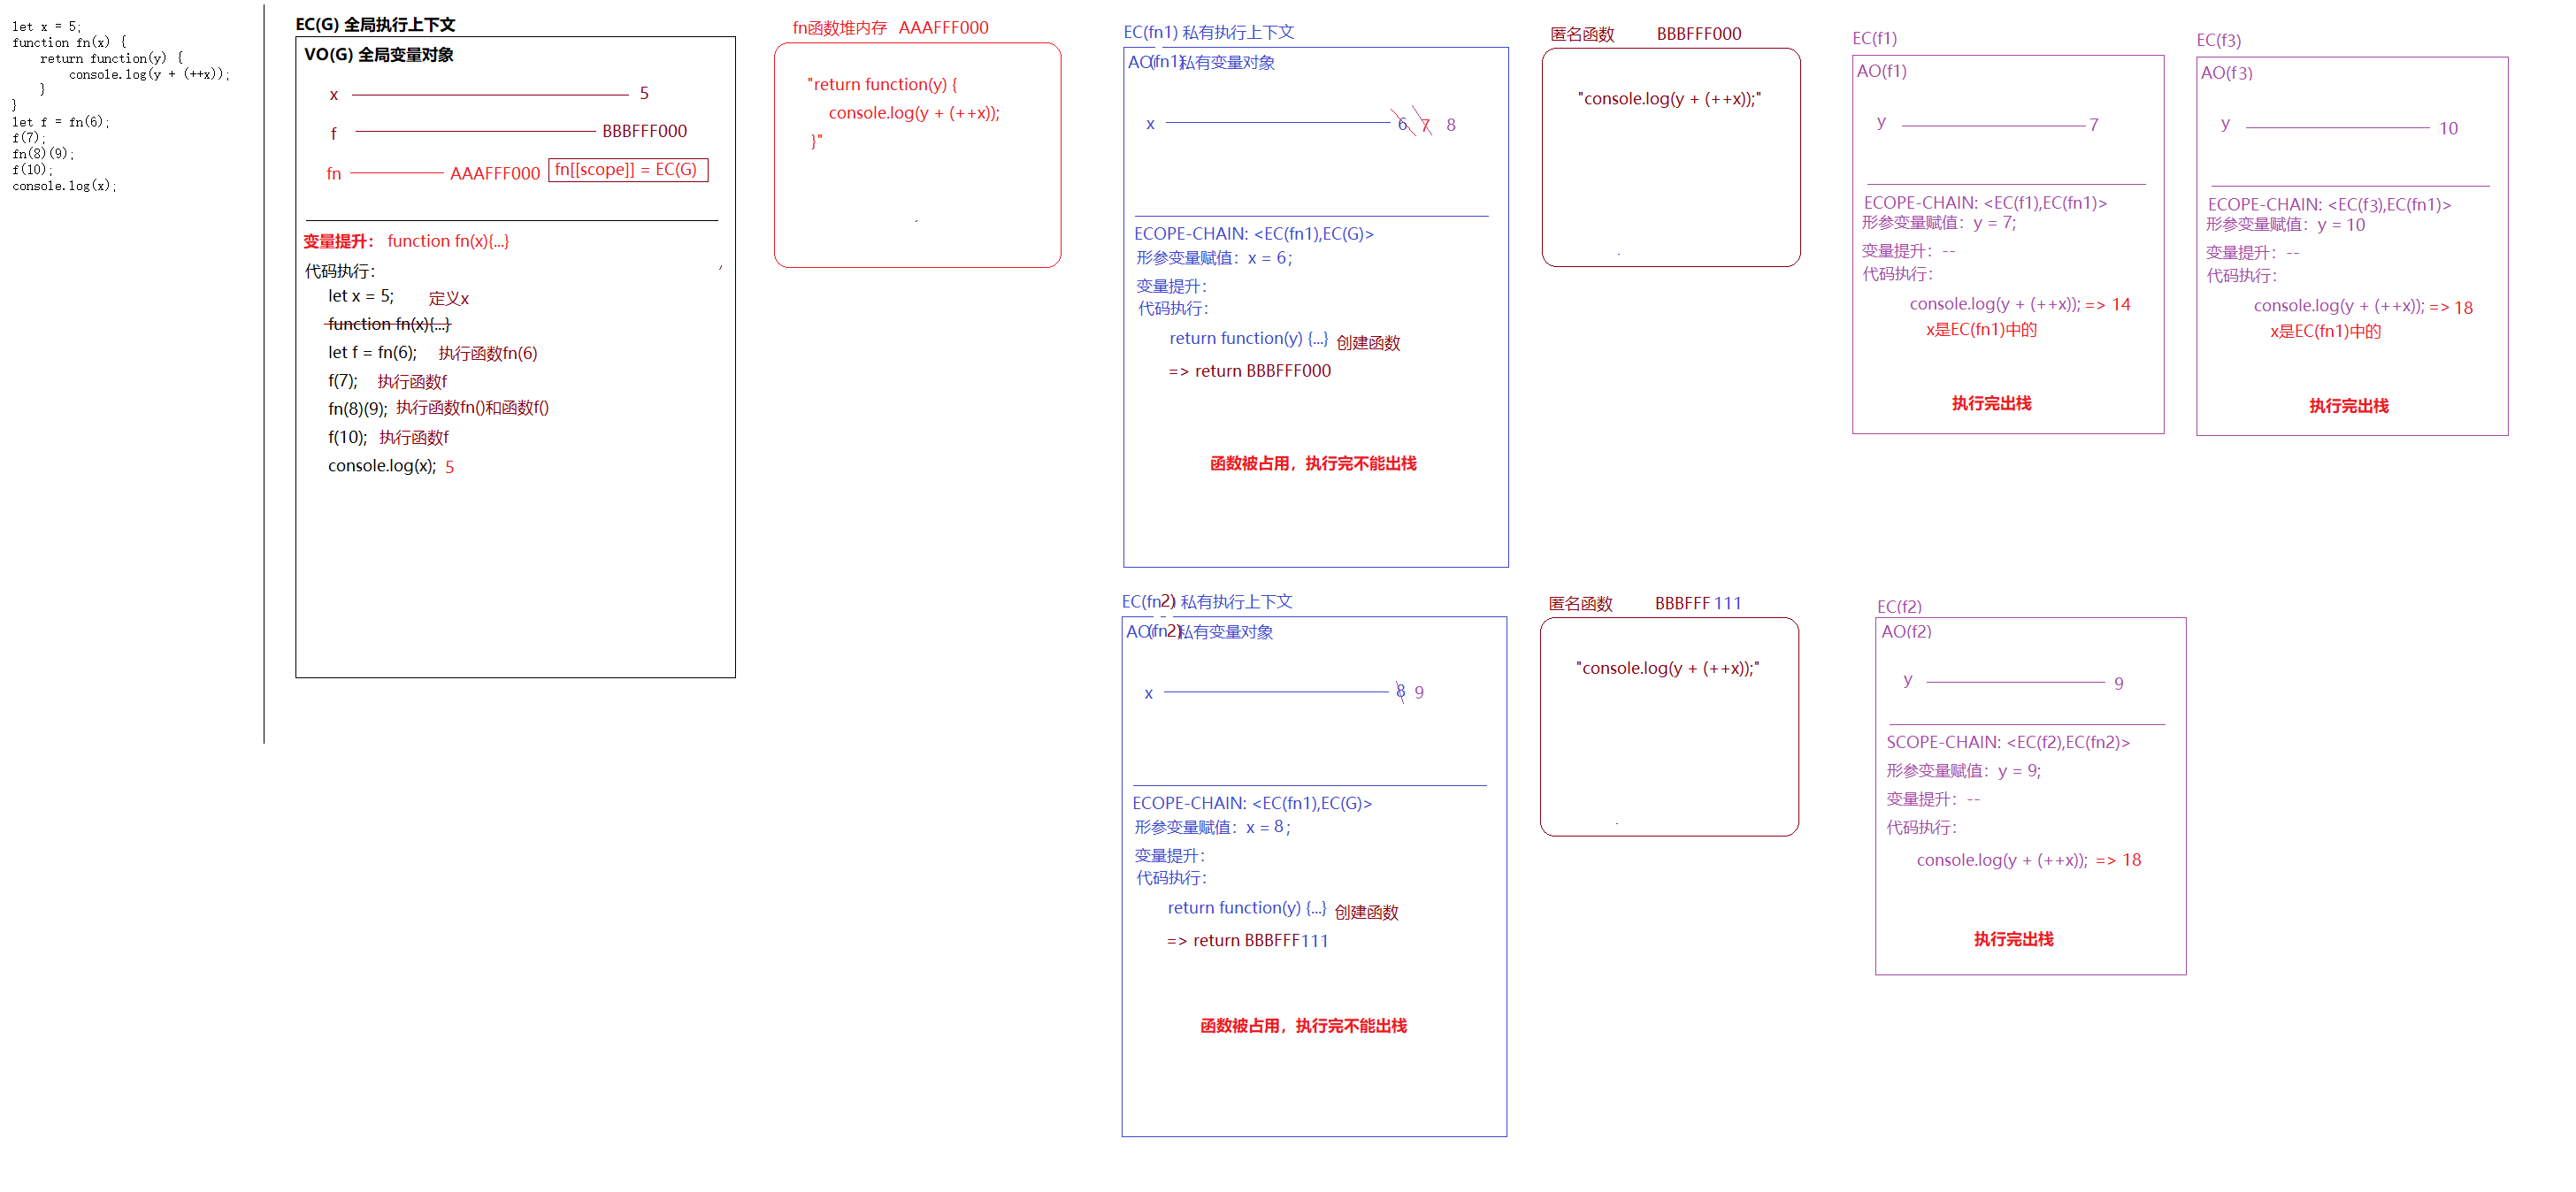 let x = 5;
function fn(x) {
    return function(y) {
        console.log(y + (++x));
    }
}
let f = fn(6);
f(7);
fn(8)(9);
f(10);
console.log(x);
EC(G) 全局执行上下文
VO(G) 全局变量对象
x 5
f BBBFFF000
fn AAAFFF000 fn[[scope]] = EC(G)
变量提升： function fn(x){...}
代码执行：
let x = 5; 定义x
function fn(x){...}
let f = fn(6); 执行函数fn(6)
f(7); 执行函数f
fn(8)(9); 执行函数fn()和函数f()
f(10); 执行函数f
console.log(x); 5
fn函数堆内存 AAAFFF000
"return function(y) {
console.log(y + (++x));
}"
EC(fn1) 私有执行上下文
AO(fn1)私有变量对象
x 6 7 8
ECOPE-CHAIN: <EC(fn1),EC(G)>
形参变量赋值：x = 6;
变量提升：
代码执行：
return function(y) {...} 创建函数
=> return BBBFFF000
函数被占用，执行完不能出栈
匿名函数 BBBFFF000
"console.log(y + (++x));"
EC(f1)
AO(f1)
y 7
ECOPE-CHAIN: <EC(f1),EC(fn1)>
形参变量赋值：y = 7;
变量提升：--
代码执行：
console.log(y + (++x)); => 14
x是EC(fn1)中的
执行完出栈
EC(f3)
AO(f3)
y 10
ECOPE-CHAIN: <EC(f3),EC(fn1)>
形参变量赋值：y = 10
变量提升：--
代码执行：
console.log(y + (++x)); => 18
x是EC(fn1)中的
执行完出栈
EC(fn2) 私有执行上下文
AO(fn2)私有变量对象
x 8 9
ECOPE-CHAIN: <EC(fn1),EC(G)>
形参变量赋值：x = 8;
变量提升：
代码执行：
return function(y) {...} 创建函数
=> return BBBFFF111
函数被占用，执行完不能出栈
匿名函数 BBBFFF111
"console.log(y + (++x));"
EC(f2)
AO(f2)
y 9
SCOPE-CHAIN: <EC(f2),EC(fn2)>
形参变量赋值：y = 9;
变量提升：--
代码执行：
console.log(y + (++x)); => 18
执行完出栈